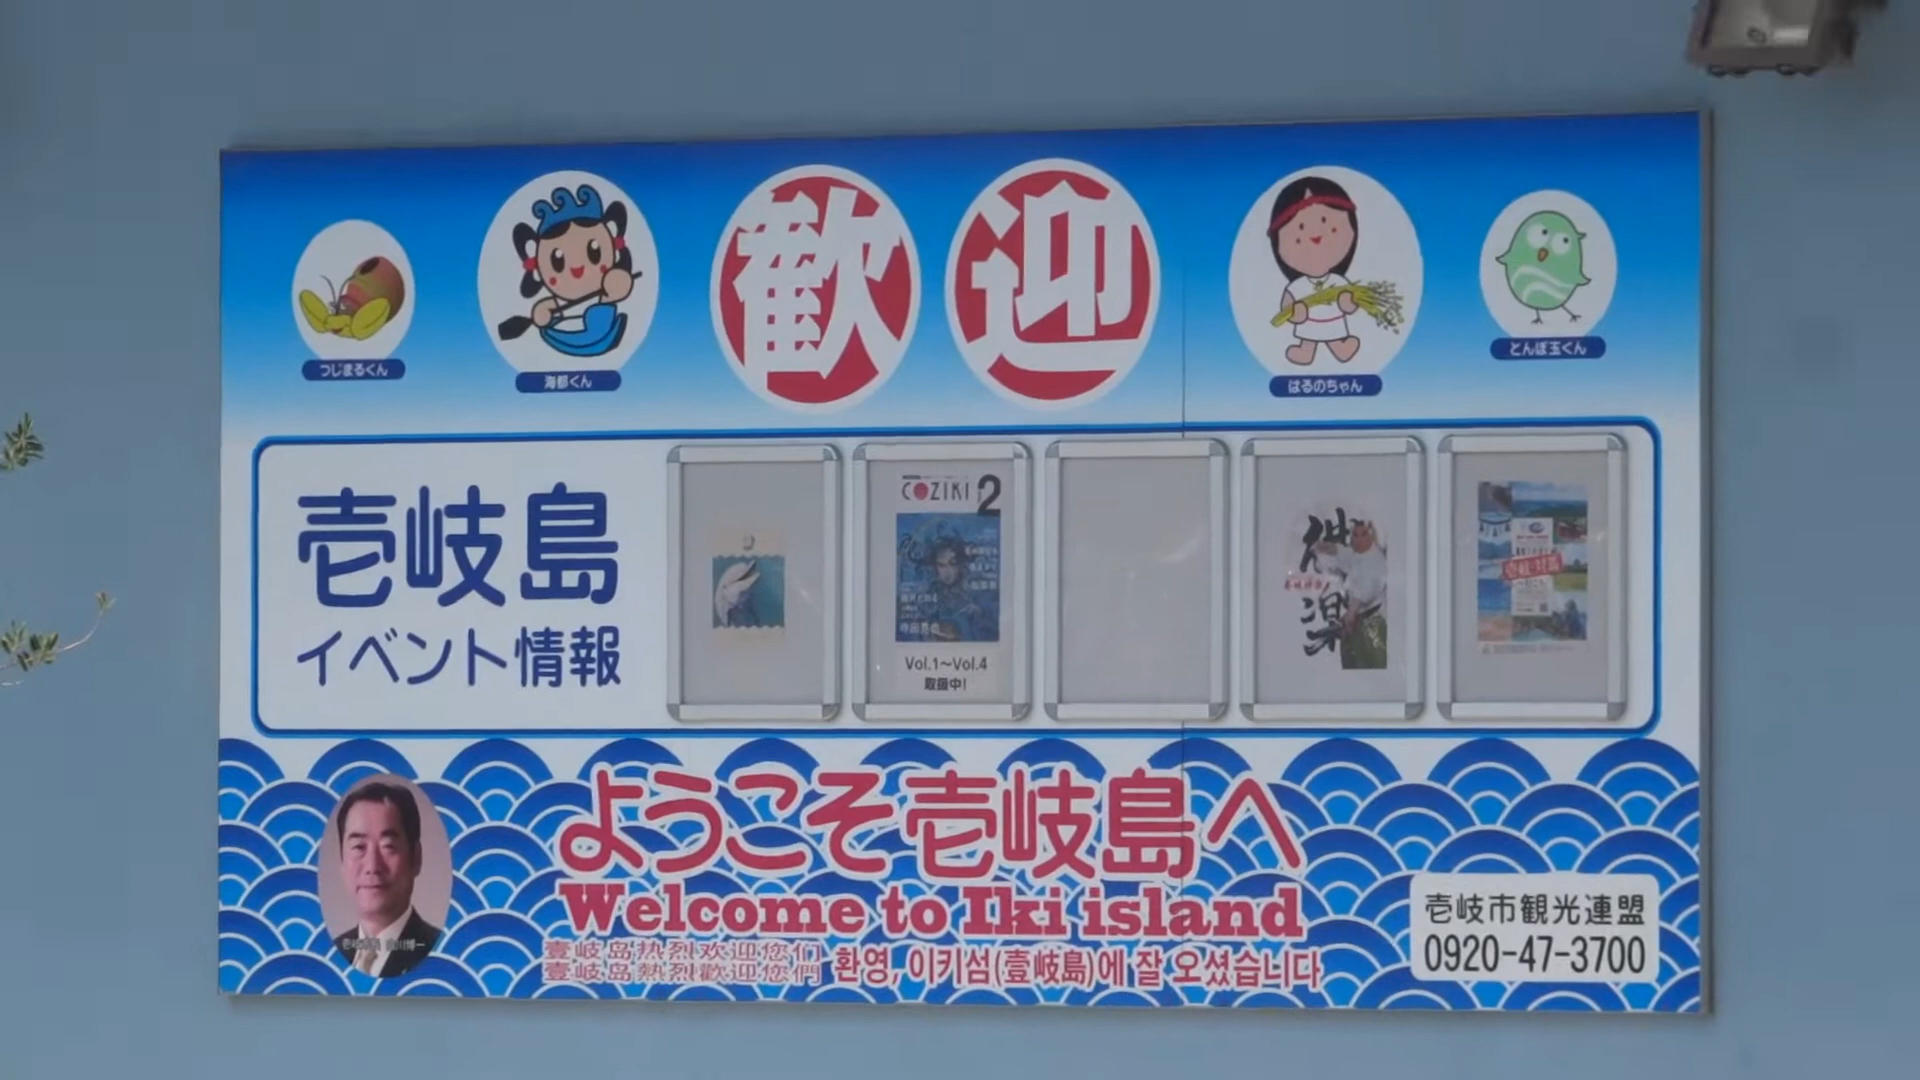 歓迎
つじまるくん
海都くん
はるのちゃん
とんぼ玉くん
壱岐島
イベント情報
COZIKI 2
Vol.1～Vol.4
取扱中!
神楽
ようこそ壱岐島へ
Welcome to Iki island
壹岐岛热烈欢迎您们
壹岐岛熱烈歡迎您們
환영, 이키섬(壹岐島)에 잘 오셨습니다
壱岐市観光連盟
0920-47-3700